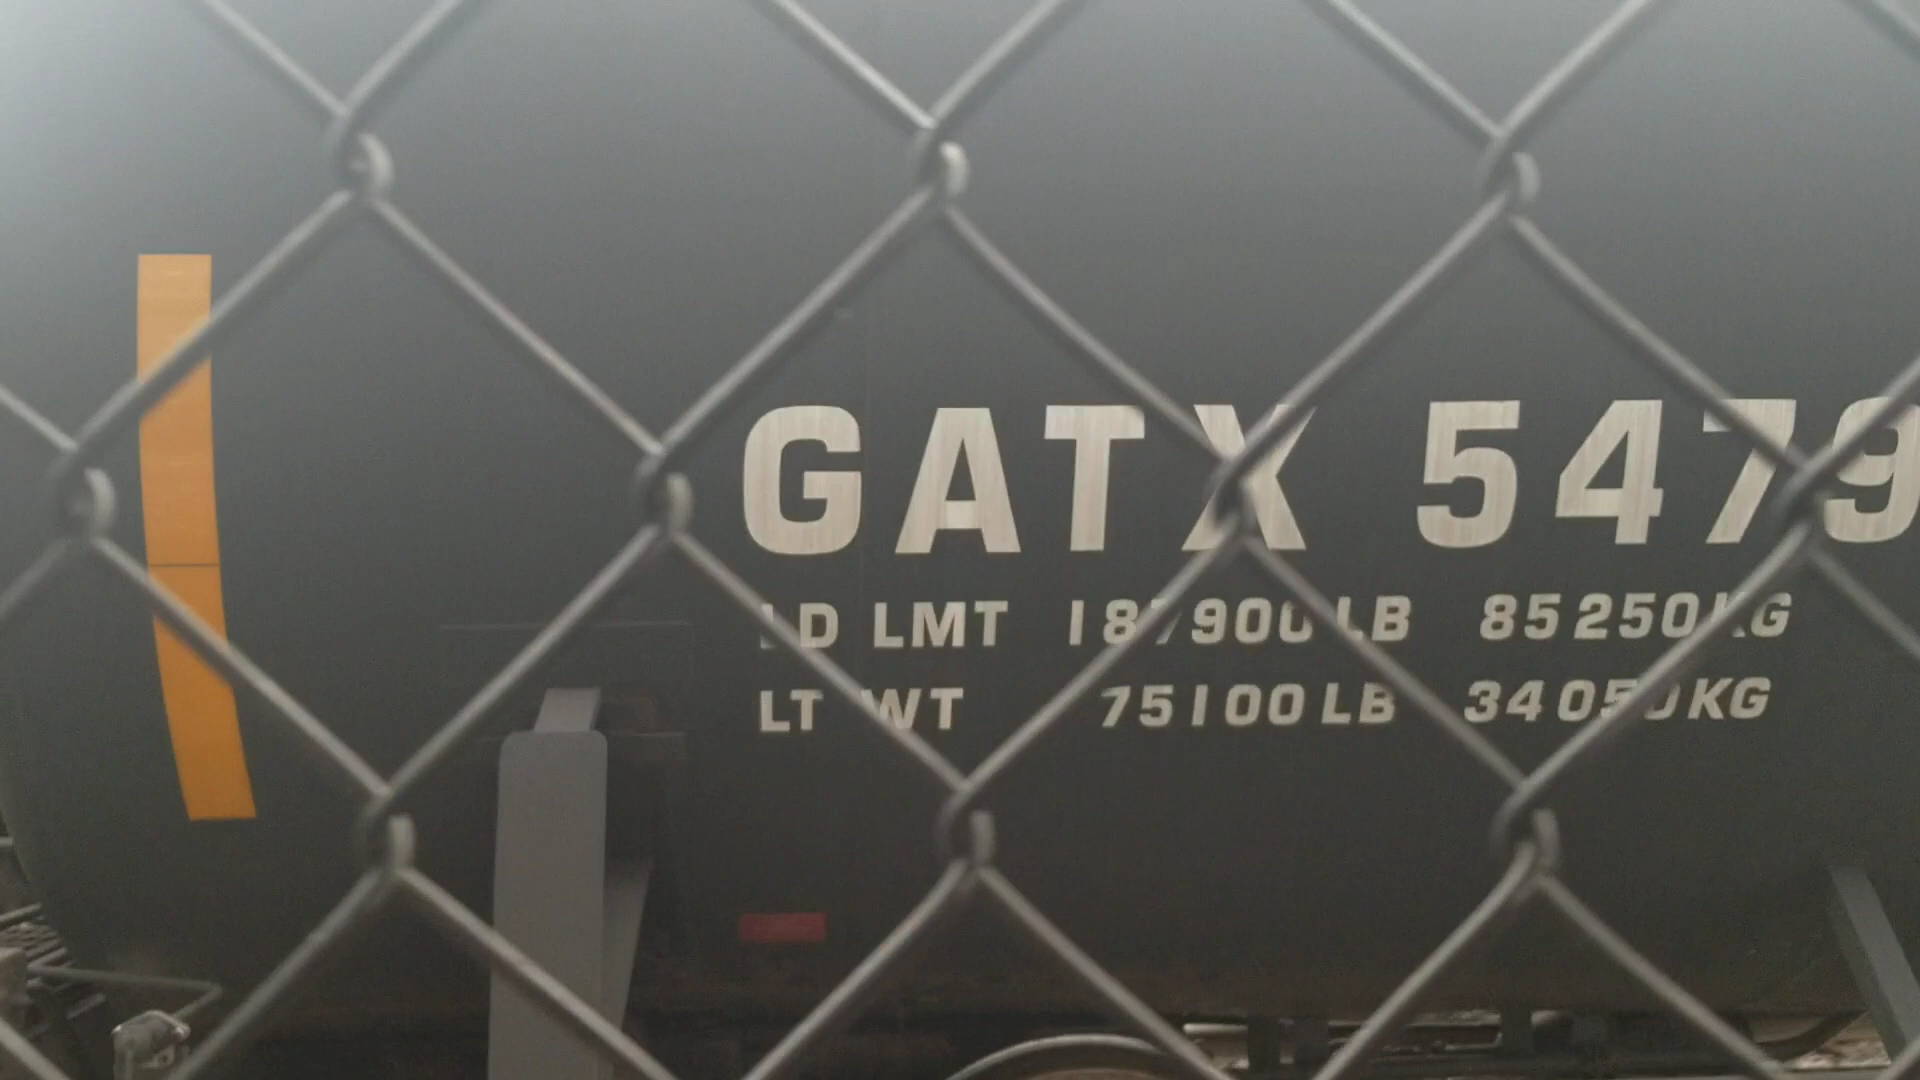 GATX 5479
LD LMT 187900 LB 85250 KG
LT WT 75100 LB 34050 KG